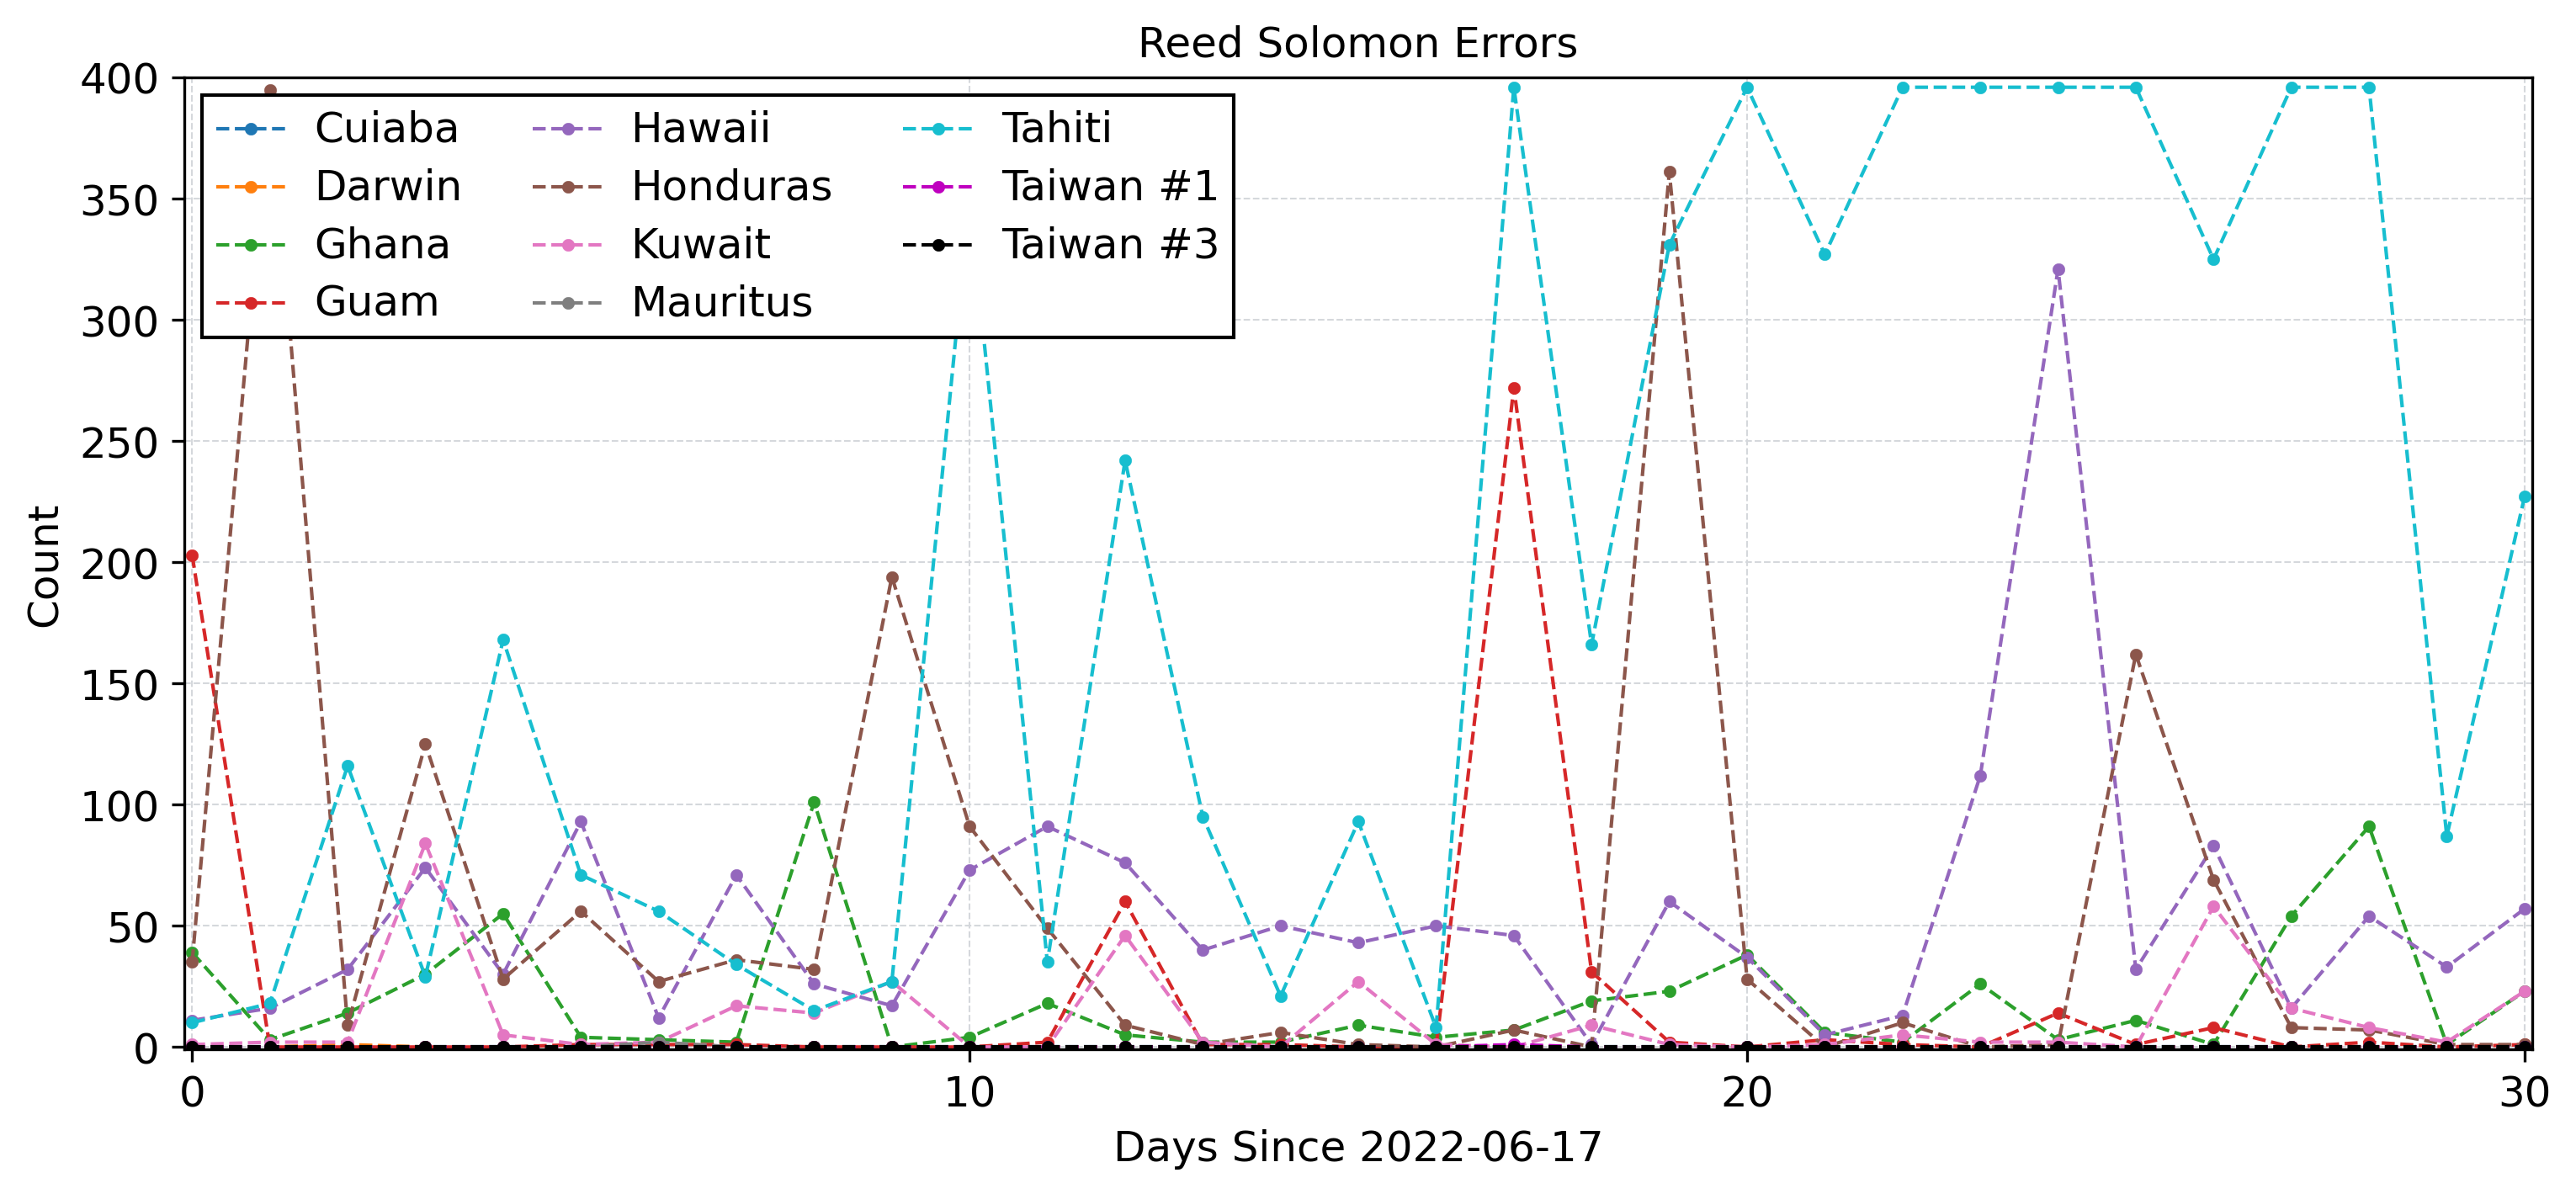 Reed Solomon Errors
400
350
300
250
200
150
100
50
0
Count
Cuiaba
Darwin
Ghana
Guam
Hawaii
Honduras
Kuwait
Mauritus
Tahiti
Taiwan #1
Taiwan #3
0 10 20 30
Days Since 2022-06-17